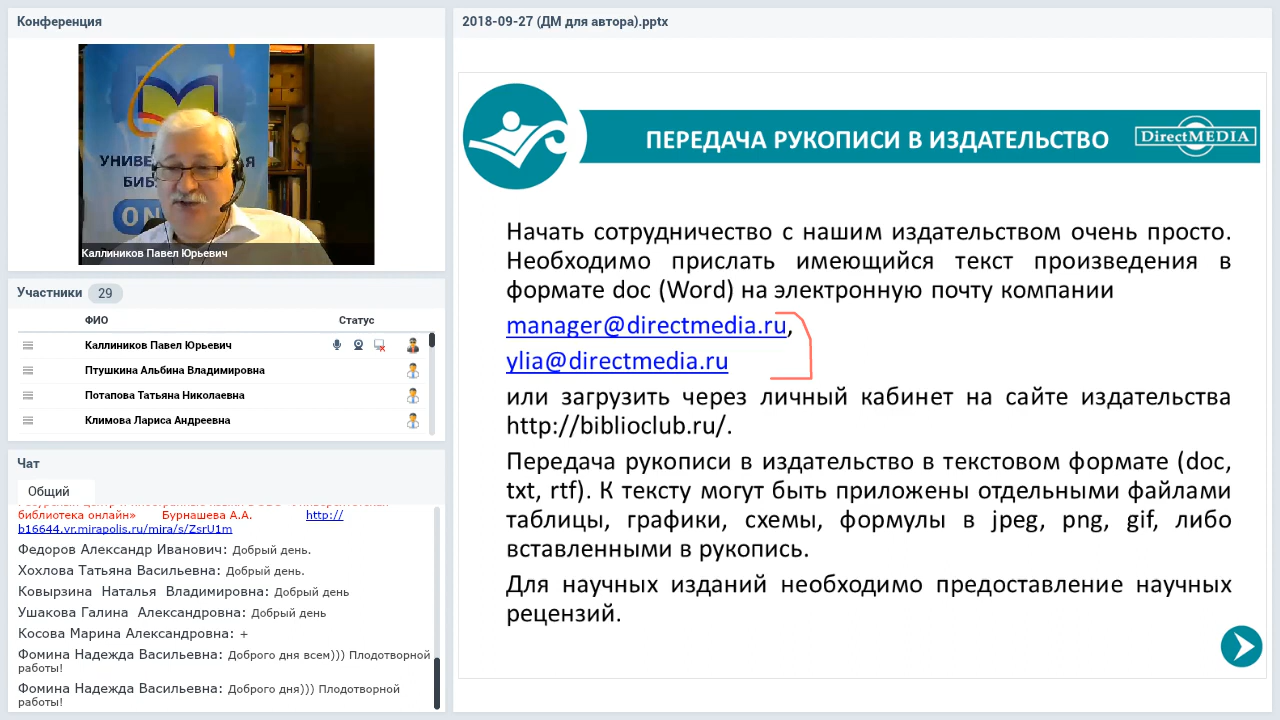 Конференция
УНИВЕ
АЯ
БИБ
ON
Каллиников Павел Юрьевич
Участники 29
ФИО Статус
Каллиников Павел Юрьевич
Птушкина Альбина Владимировна
Потапова Татьяна Николаевна
Климова Лариса Андреевна
Чат
Общий
библиотека онлайн» Бурнашева А.А. http://
b16644.vr.mirapolis.ru/mira/s/ZsrU1m
Федоров Александр Иванович: Добрый день.
Хохлова Татьяна Васильевна: Добрый день.
Ковырзина Наталья Владимировна: Добрый день
Ушакова Галина Александровна: Добрый день
Косова Марина Александровна: +
Фомина Надежда Васильевна: Доброго дня всем))) Плодотворной
работы!
Фомина Надежда Васильевна: Доброго дня))) Плодотворной
работы!
2018-09-27 (ДМ для автора).pptx
ПЕРЕДАЧА РУКОПИСИ В ИЗДАТЕЛЬСТВО
DirectMEDIA
Начать сотрудничество с нашим издательством очень просто.
Необходимо прислать имеющийся текст произведения в
формате doc (Word) на электронную почту компании
manager@directmedia.ru,
ylia@directmedia.ru
или загрузить через личный кабинет на сайте издательства
http://biblioclub.ru/.
Передача рукописи в издательство в текстовом формате (doc,
txt, rtf). К тексту могут быть приложены отдельными файлами
таблицы, графики, схемы, формулы в jpeg, png, gif, либо
вставленными в рукопись.
Для научных изданий необходимо предоставление научных
рецензий.